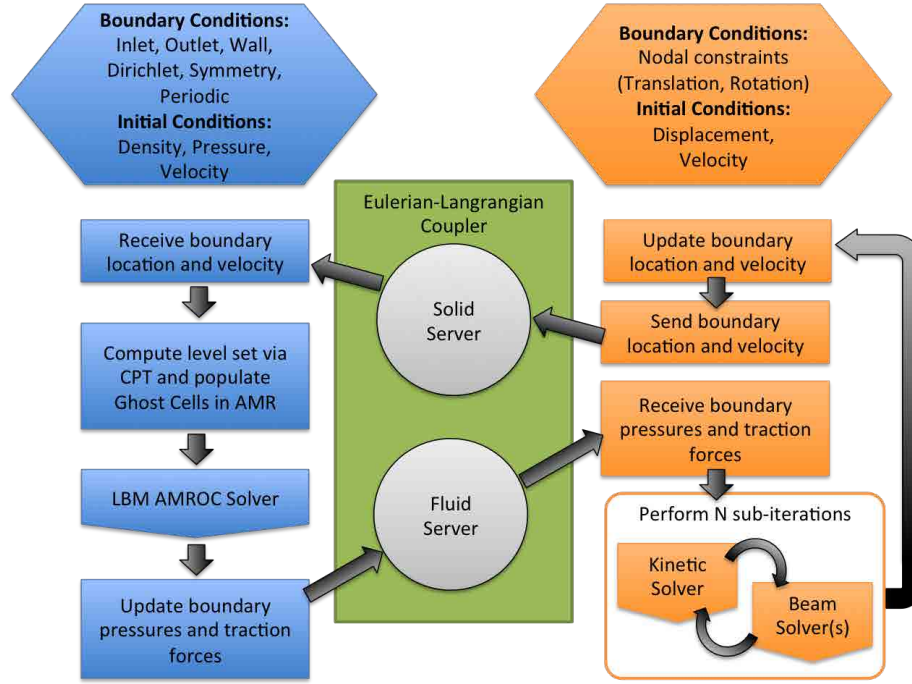 Boundary Conditions:
Inlet, Outlet, Wall,
Dirichlet, Symmetry,
Periodic
Initial Conditions:
Density, Pressure,
Velocity
Boundary Conditions:
Nodal constraints
(Translation, Rotation)
Initial Conditions:
Displacement,
Velocity
Eulerian-Langrangian
Coupler
Receive boundary
location and velocity
Solid
Server
Update boundary
location and velocity
Send boundary
location and velocity
Compute level set via
CPT and populate
Ghost Cells in AMR
Receive boundary
pressures and traction
forces
LBM AMROC Solver
Fluid
Server
Perform N sub-iterations
Kinetic
Solver
Beam
Solver(s)
Update boundary
pressures and traction
forces